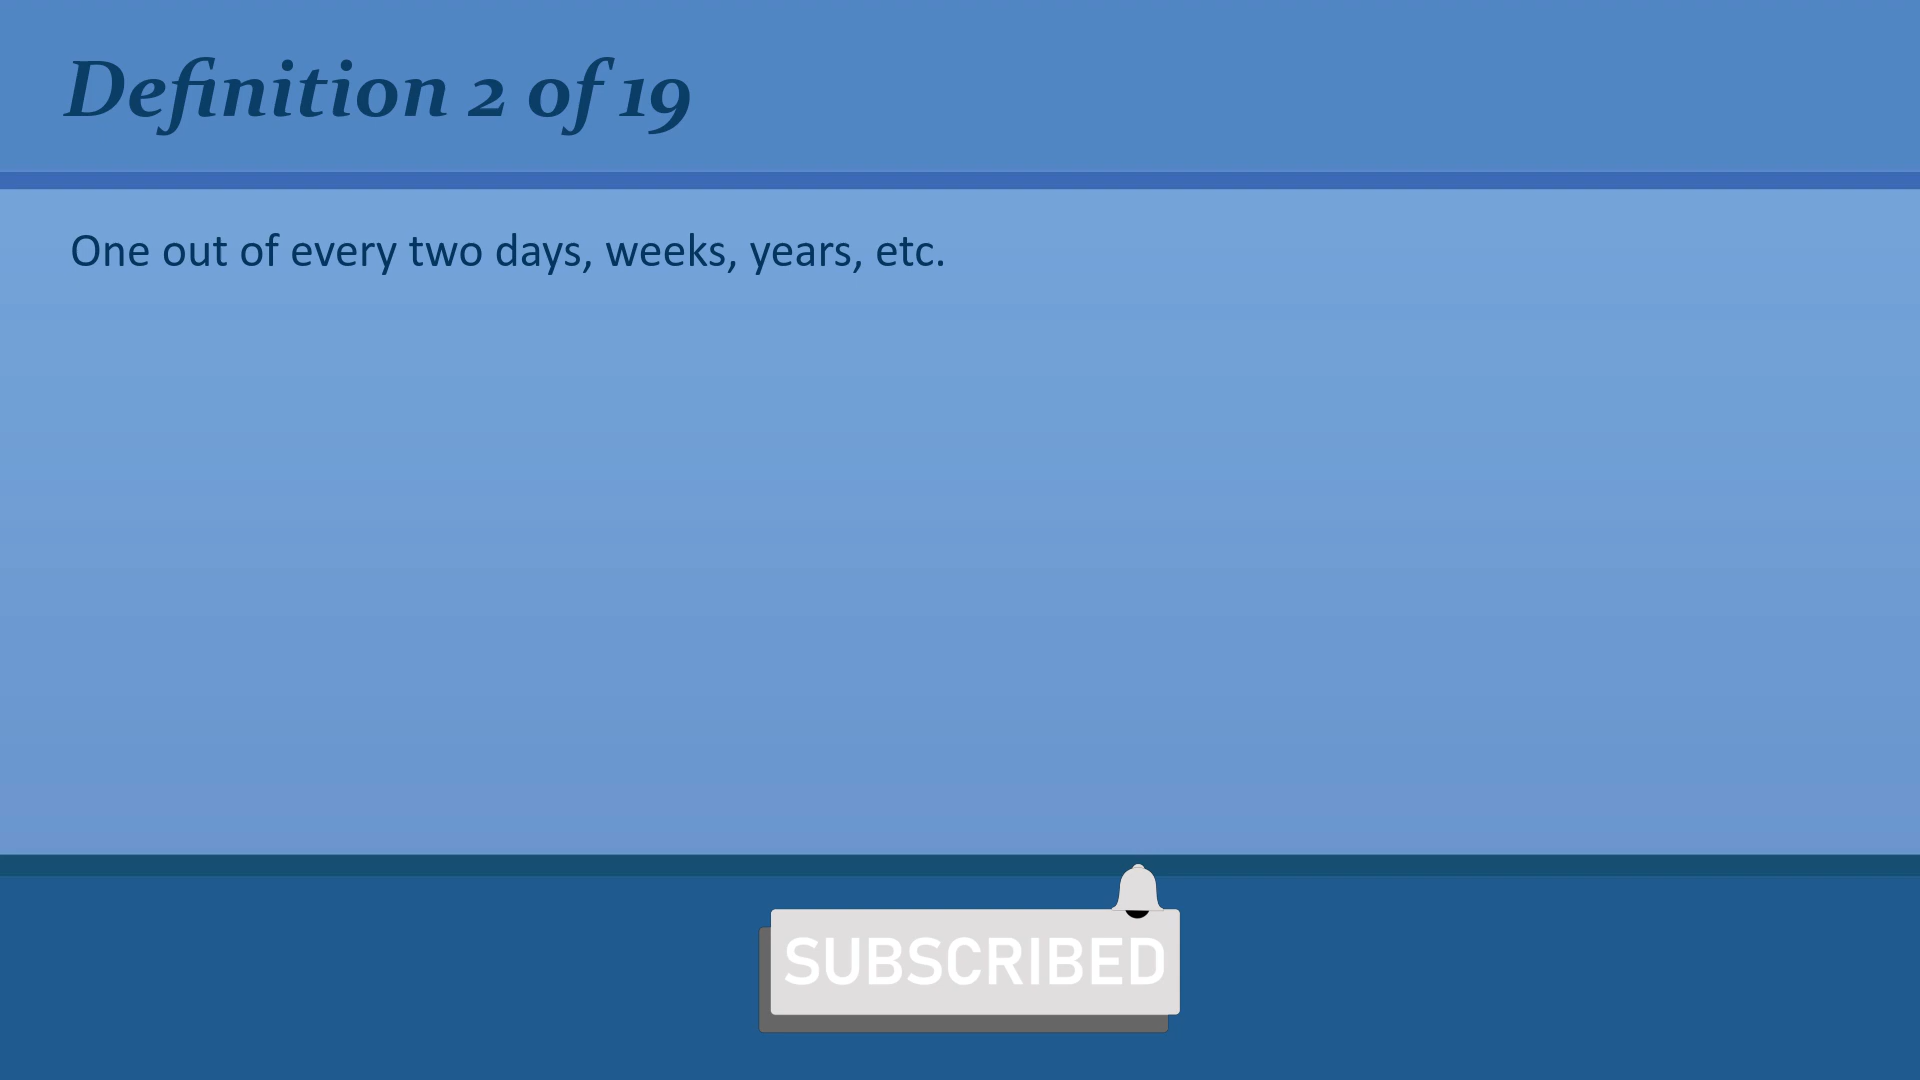 Definition 2 of 19
One out of every two days, weeks, years, etc.
SUBSCRIBED